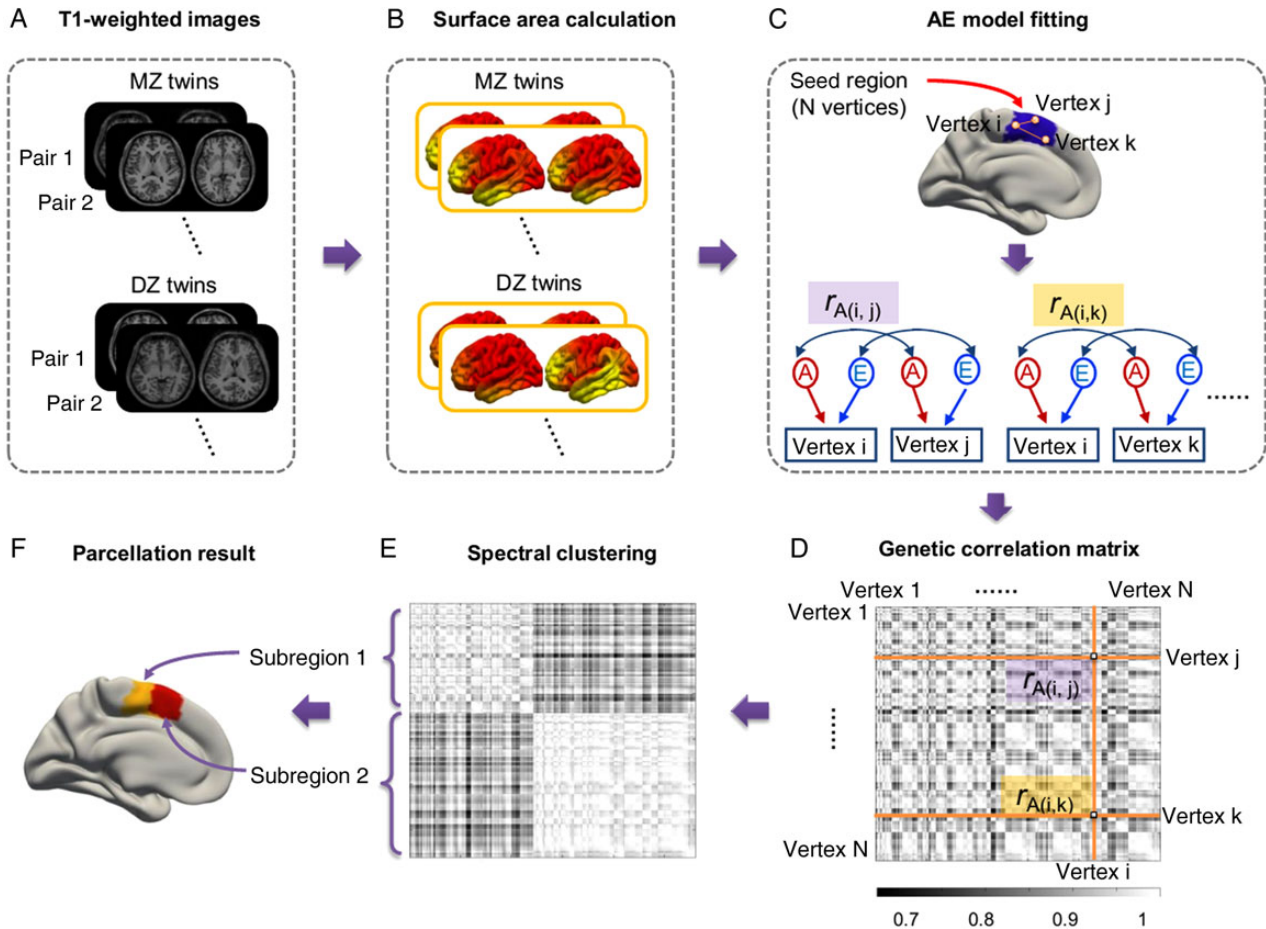 A T1-weighted images
MZ twins
Pair 1
Pair 2
DZ twins
Pair 1
Pair 2
B Surface area calculation
MZ twins
DZ twins
C AE model fitting
Seed region
(N vertices)
Vertex j
Vertex i
Vertex k
rA(i, j)
rA(i,k)
A E A E A E A E
......
Vertex i Vertex j Vertex i Vertex k
F Parcellation result
Subregion 1
Subregion 2
E Spectral clustering
D Genetic correlation matrix
Vertex 1 ...... Vertex N
Vertex 1
Vertex j
rA(i, j)
rA(i,k)
Vertex k
Vertex N
Vertex i
0.7 0.8 0.9 1